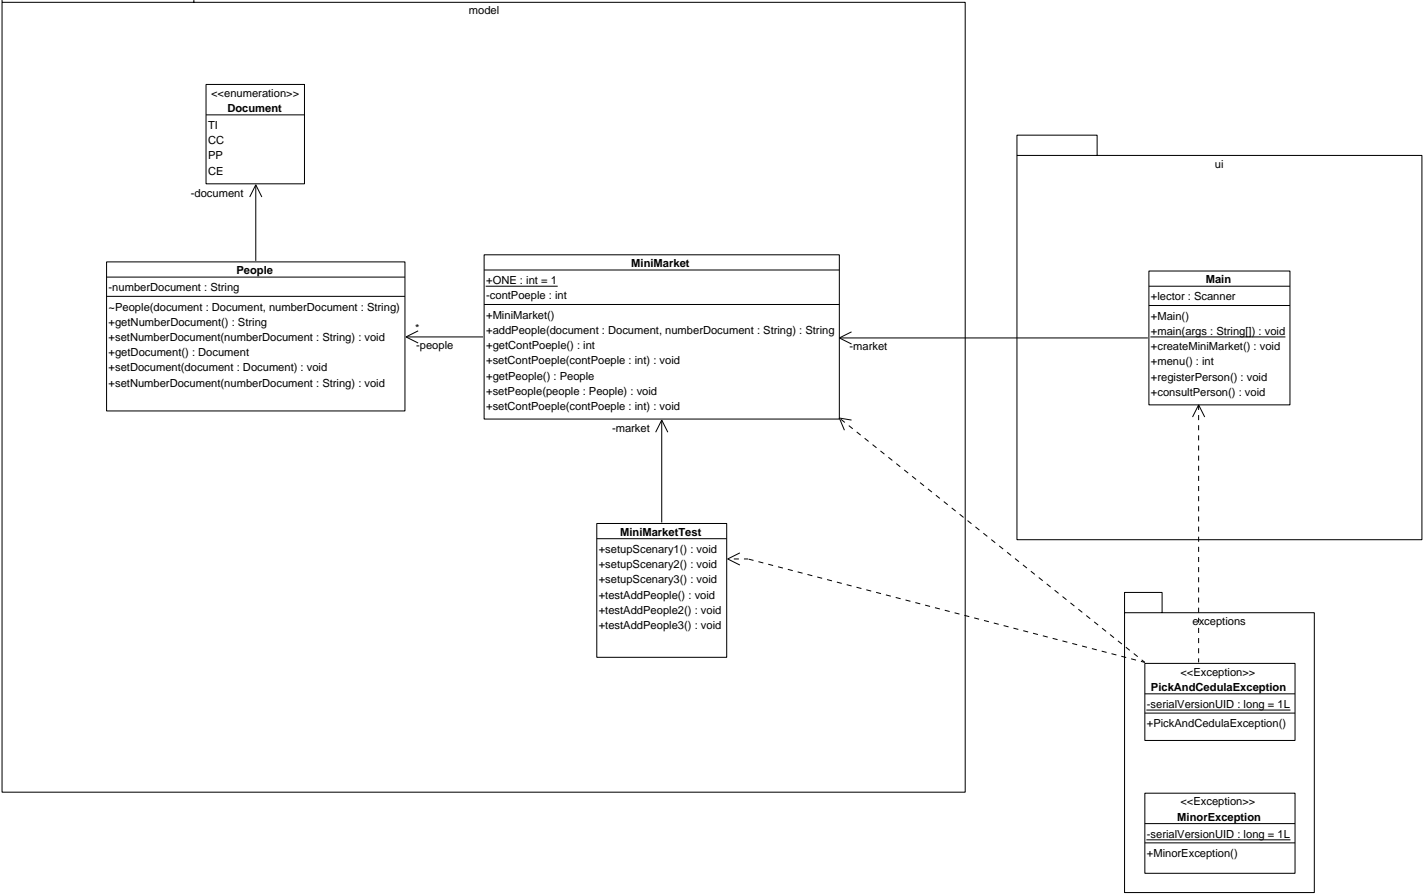 model
<<enumeration>>
Document
TI
CC
PP
CE
-document
People
-numberDocument : String
~People(document : Document, numberDocument : String)
+getNumberDocument() : String
+setNumberDocument(numberDocument : String) : void
+getDocument() : Document
+setDocument(document : Document) : void
+setNumberDocument(numberDocument : String) : void
*
-people
MiniMarket
+ONE : int = 1
-contPoeple : int
+MiniMarket()
+addPeople(document : Document, numberDocument : String) : String
+getContPoeple() : int
+setContPoeple(contPoeple : int) : void
+getPeople() : People
+setPeople(people : People) : void
+setContPoeple(contPoeple : int) : void
-market
-market
MiniMarketTest
+setupScenary1() : void
+setupScenary2() : void
+setupScenary3() : void
+testAddPeople() : void
+testAddPeople2() : void
+testAddPeople3() : void
ui
Main
+lector : Scanner
+Main()
+main(args : String[]) : void
+createMiniMarket() : void
+menu() : int
+registerPerson() : void
+consultPerson() : void
exceptions
<<Exception>>
PickAndCedulaException
-serialVersionUID : long = 1L
+PickAndCedulaException()
<<Exception>>
MinorException
-serialVersionUID : long = 1L
+MinorException()